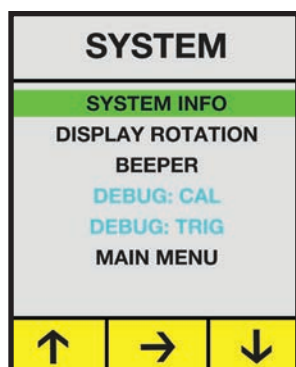 SYSTEM
SYSTEM INFO
DISPLAY ROTATION
BEEPER
DEBUG: CAL
DEBUG: TRIG
MAIN MENU
↑ → ↓